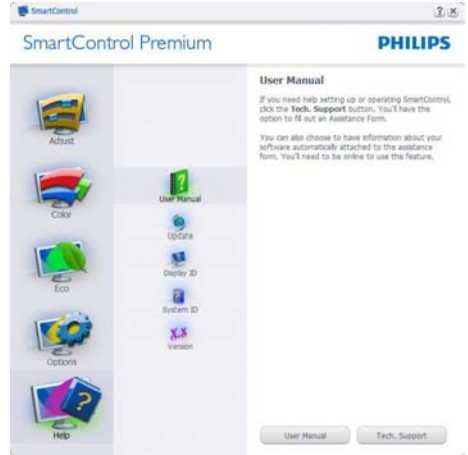 SmartControl
SmartControl Premium
PHILIPS
Adjust
Color
Eco
Options
Help
User Manual
Update
Display ID
System ID
X.X
Version
User Manual
If you need help setting up or operating SmartControl,
click the Tech. Support button. You'll have the
option to fill out an Assistance Form.
You can also choose to have information about your
software automatically attached to the assistance
form. You'll need to be online to use this feature.
User Manual
Tech. Support